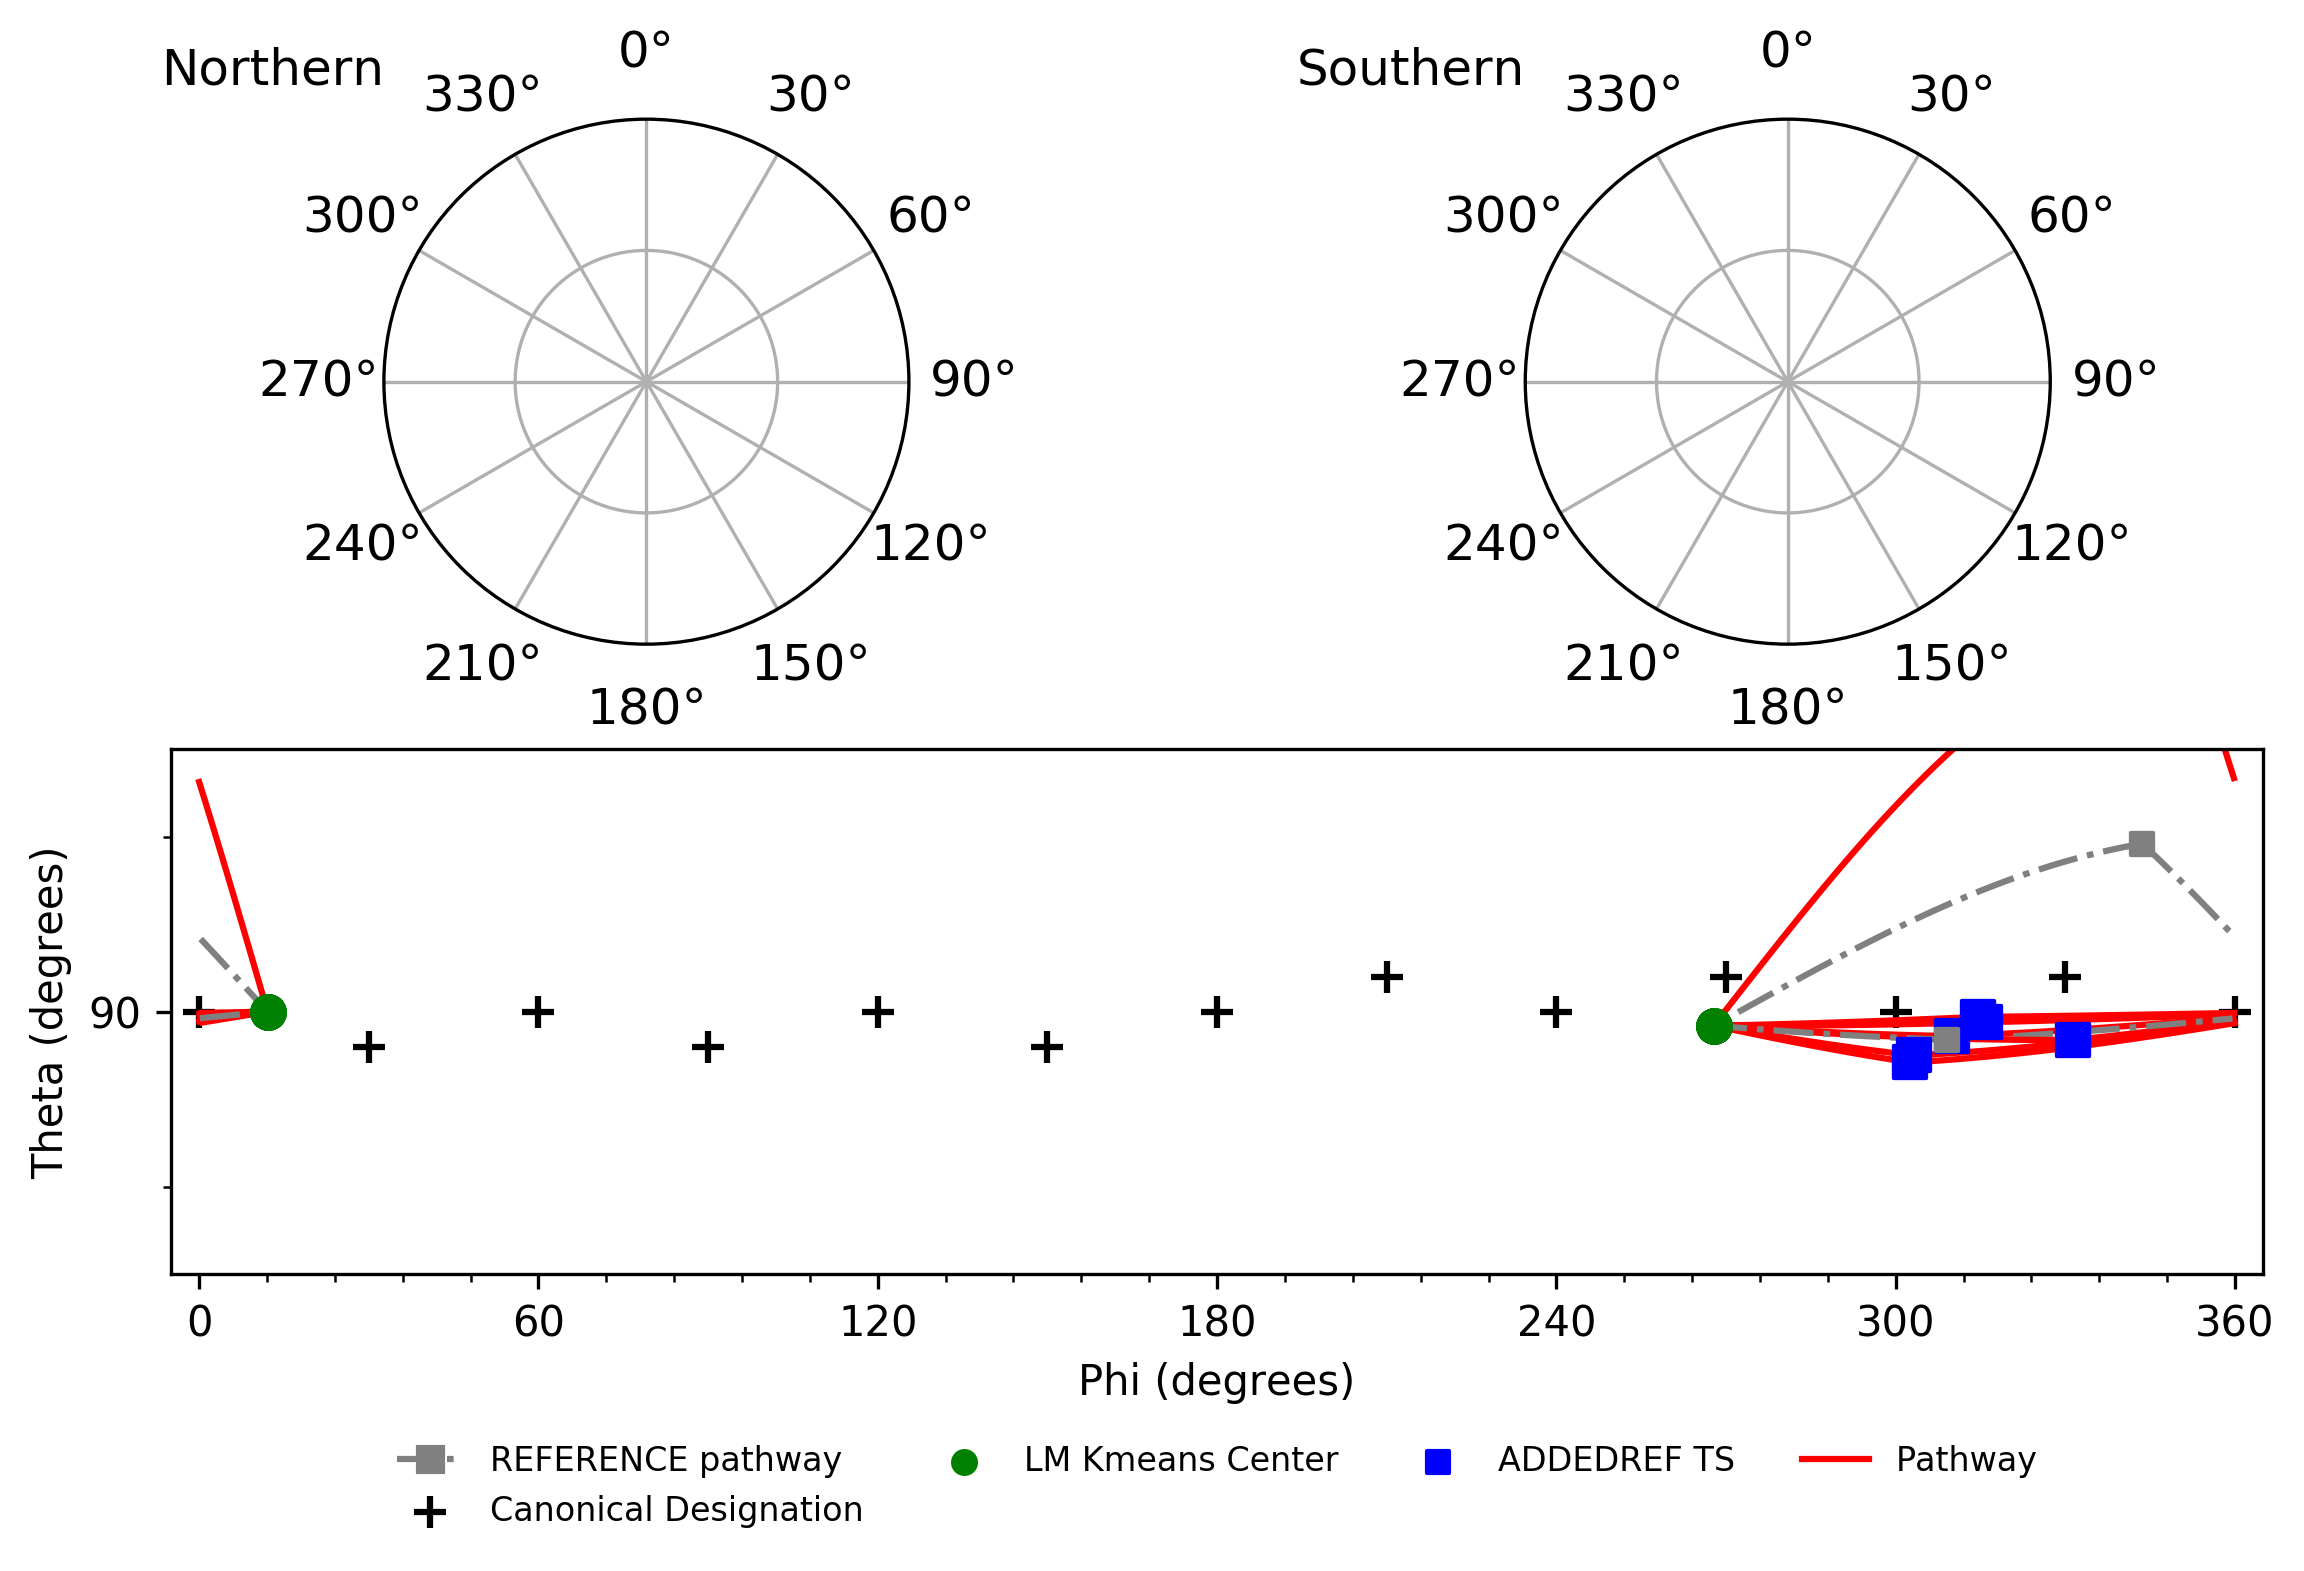 Northern
0°
30°
60°
90°
120°
150°
180°
210°
240°
270°
300°
330°
Southern
0°
30°
60°
90°
120°
150°
180°
210°
240°
270°
300°
330°
Theta (degrees)
90
0 60 120 180 240 300 360
Phi (degrees)
REFERENCE pathway
Canonical Designation
LM Kmeans Center
ADDEDREF TS
Pathway